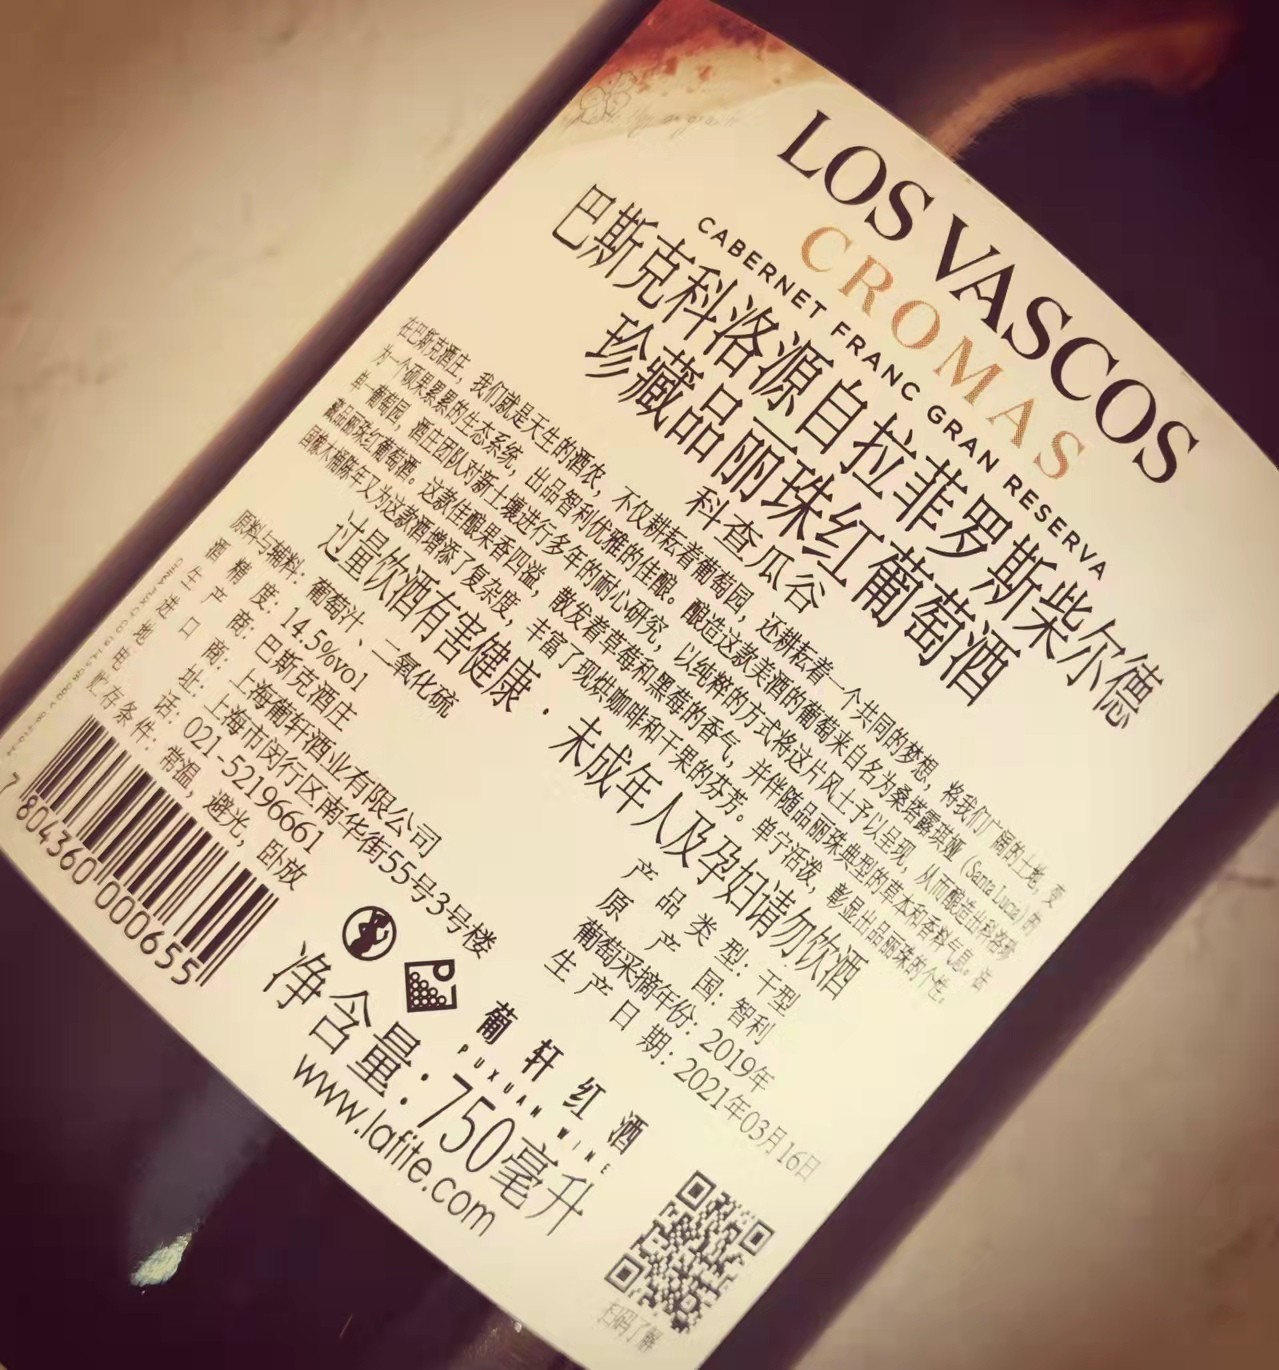 LOS VASCOS
CROMAS
CABERNET FRANC GRAN RESERVA
巴斯克科洛源自拉菲罗斯柴尔德
珍藏品丽珠红葡萄酒
科查瓜谷
在巴斯克酒庄，我们就是天生的酒农，不仅耕耘着葡萄园，还耕耘着一个共同的梦想，将我们广阔的土地，变
为一个硕果累累的生态系统，出品智利优雅的佳酿。酿造这款美酒的葡萄来自名为桑塔露琪娅（Santa Lucia）的
单一葡萄园，酒庄团队对新土壤进行多年的耐心研究，以纯粹的方式将这片风土予以呈现，从而酿造出科洛珍
藏品丽珠红葡萄酒。这款佳酿果香四溢，散发着草莓和黑莓的香气，并伴随品丽珠典型的草本和香料气息。法
国橡木桶陈年又为这款酒增添了复杂度，丰富了现烘咖啡和干果的芬芳。单宁活泼，彰显出品丽珠的个性。
过量饮酒有害健康 · 未成年人及孕妇请勿饮酒
原料与辅料：葡萄汁、二氧化硫
酒精度：14.5%vol
生产商：巴斯克酒庄
进口商：上海葡轩酒业有限公司
地址：上海市闵行区南华街55号3号楼
电话：021-52196661
贮存条件：常温，避光，卧放
产品类型：干型
原产国：智利
葡萄采摘年份：2019年
生产日期：2021年03月16日
7 804360 000655
葡轩红酒
PUXUAN WINE
净含量：750毫升
www.lafite.com
扫码了解